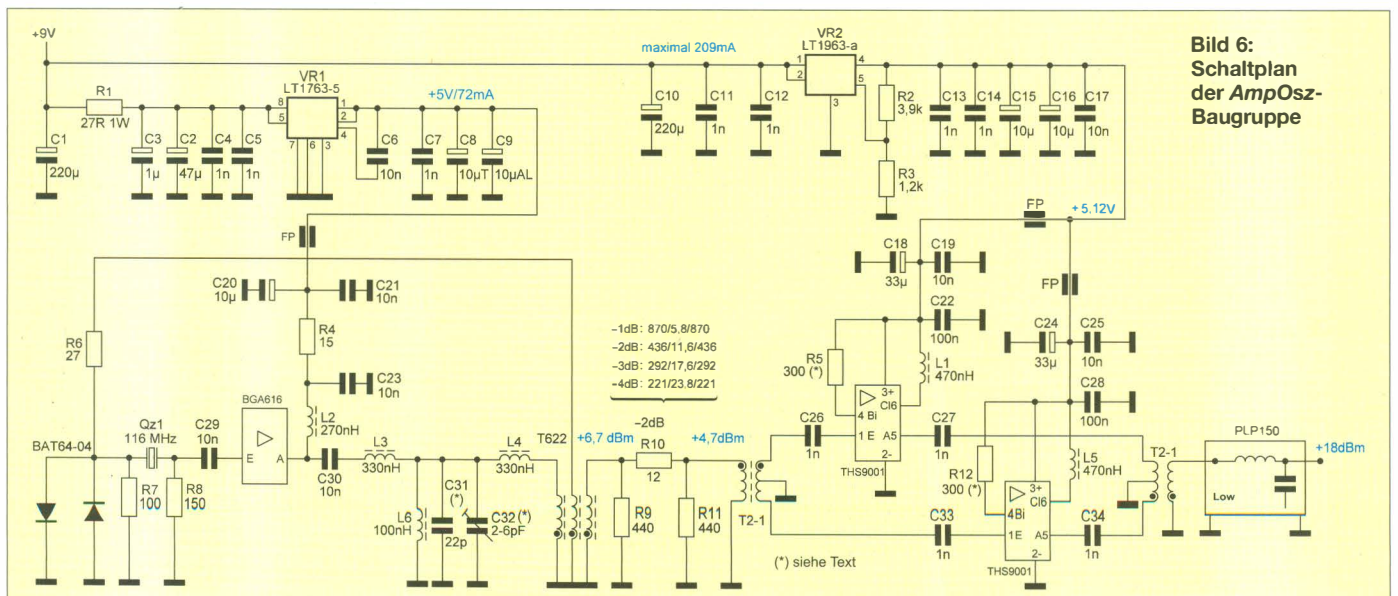 +9V
R1
27R 1W
C1
220µ
C3
1µ
C2
47µ
C4
1n
C5
1n
VR1
LT1763-5
8
5
1
2
4
7
6
3
+5V/72mA
C6
10n
C7
1n
C8
10µT
C9
10µAL
maximal 209mA
C10
220µ
C11
1n
C12
1n
VR2
LT1963-a
1
2
4
5
3
R2
3,9k
R3
1,2k
C13
1n
C14
1n
C15
10µ
C16
10µ
C17
10n
Bild 6:
Schaltplan
der AmpOsz-
Baugruppe
FP
+5.12V
FP
FP
C18
33µ
C19
10n
C22
100n
L1
470nH
C24
33µ
C25
10n
C28
100n
L5
470nH
C20
10µ
C21
10n
R4
15
C23
10n
L2
270nH
R6
27
BAT64-04
Qz1
116 MHz
R7
100
R8
150
C29
10n
BGA616
E
A
C30
10n
L3
330nH
L6
100nH
C31
(*)
22p
C32(*)
2-6pF
L4
330nH
T622
–1dB: 870/5,8/870
–2dB: 436/11,6/436
–3dB: 292/17,6/292
–4dB: 221/23,8/221
–2dB
+6,7 dBm
R10
12
+4,7dBm
R9
440
R11
440
T2-1
C26
1n
R5
300 (*)
3+
Cl6
4 Bi
1 E
A5
2-
THS9001
C27
1n
C33
1n
R12
300 (*)
3+
Cl6
4Bi
1E
A5
2-
THS9001
C34
1n
T2-1
PLP150
Low
+18dBm
(*) siehe Text